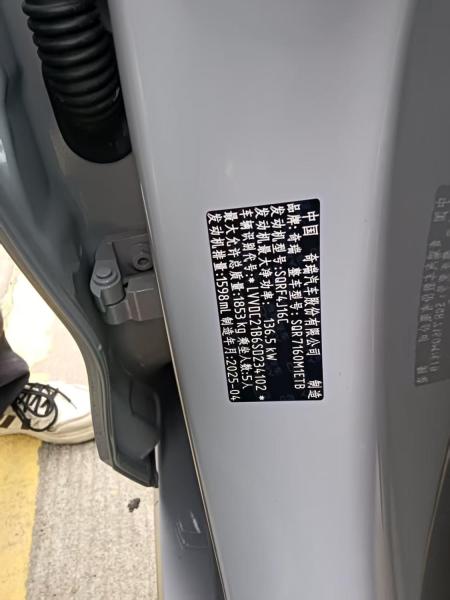 中国 奇瑞汽车股份有限公司 制造
品牌:奇瑞 整车型号:SQR7160M1ETB
发动机型号:SQRF4J16C
发动机最大净功率:136.5 kW
车辆识别代号:*LVVDC21B6SD234102*
最大允许总质量:1853 kg 乘坐人数:5人
发动机排量:1598mL 制造年月:2025-04